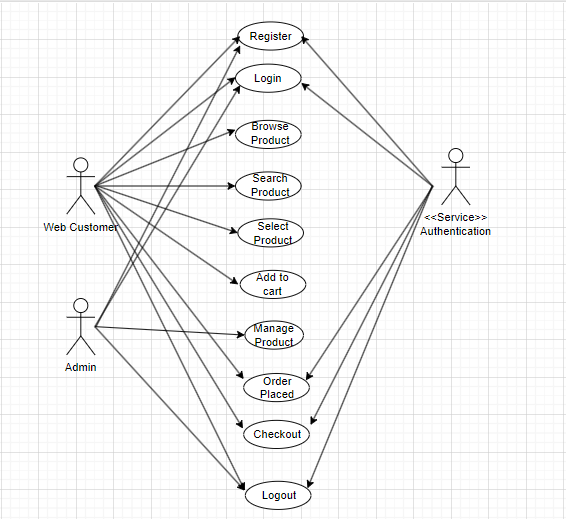 Register
Login
Browse
Product
Search
Product
Web Customer
<<Service>>
Authentication
Select
Product
Add to
cart
Manage
Product
Admin
Order
Placed
Checkout
Logout